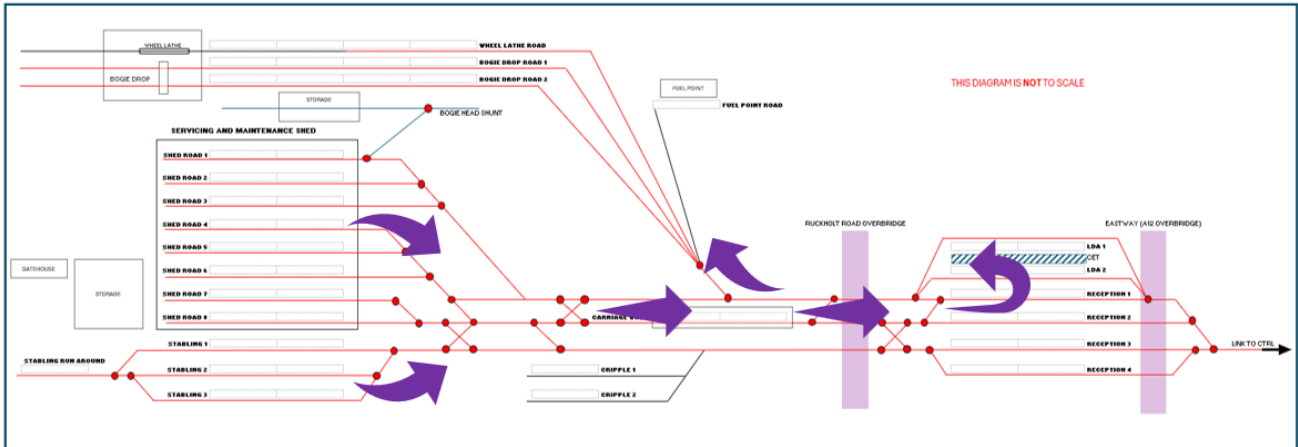 WHEEL LATHE
WHEEL LATHE ROAD
BOGIE DROP ROAD 1
BOGIE DROP
BOGIE DROP ROAD 2
THIS DIAGRAM IS NOT TO SCALE
FUEL POINT
STORAGE
FUEL POINT ROAD
BOGIE HEAD SHUNT
SERVICING AND MAINTENANCE SHED
SHED ROAD 1
SHED ROAD 2
SHED ROAD 3
SHED ROAD 4
RUCKHOLT ROAD OVERBRIDGE
EASTWAY (A12 OVERBRIDGE)
SHED ROAD 5
LDA 1
CET
GATEHOUSE
SHED ROAD 6
LDA 2
STORAGE
SHED ROAD 7
RECEPTION 1
SHED ROAD 8
CARRIAGE
RECEPTION 2
STABLING 1
RECEPTION 3
LINK TO CTRL
STABLING RUN AROUND
STABLING 2
CRIPPLE 1
RECEPTION 4
STABLING 3
CRIPPLE 2